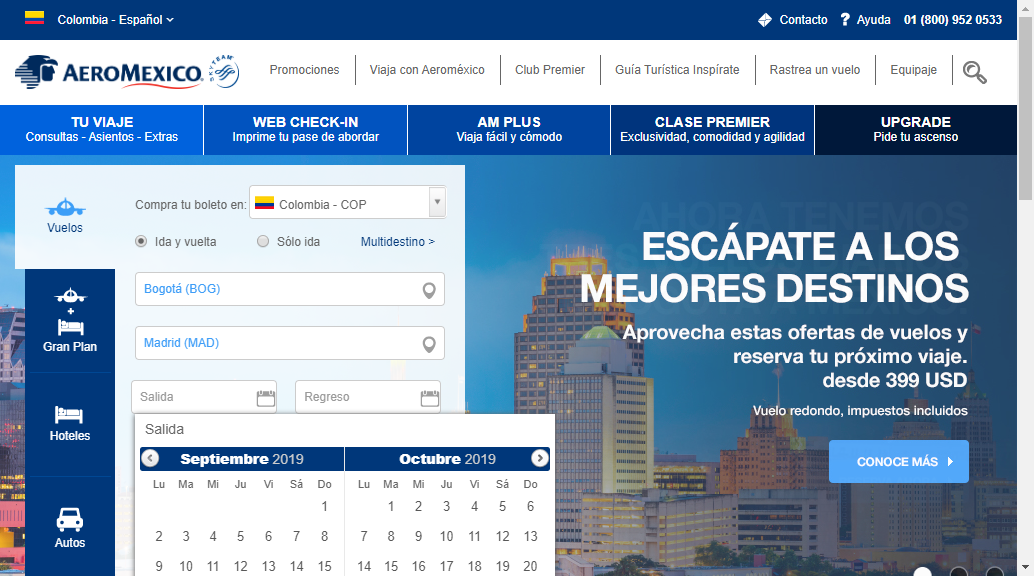 Colombia - Español
Contacto
? Ayuda
01 (800) 952 0533
AEROMEXICO.
SKYTEAM
Promociones
Viaja con Aeroméxico
Club Premier
Guía Turística Inspírate
Rastrea un vuelo
Equipaje
TU VIAJE
Consultas - Asientos - Extras
WEB CHECK-IN
Imprime tu pase de abordar
AM PLUS
Viaja fácil y cómodo
CLASE PREMIER
Exclusividad, comodidad y agilidad
UPGRADE
Pide tu ascenso
Vuelos
+
Gran Plan
Hoteles
Autos
Compra tu boleto en:
Colombia - COP
Ida y vuelta
Sólo ida
Multidestino >
Bogotá (BOG)
Madrid (MAD)
Salida
Regreso
Salida
Septiembre 2019
Lu Ma Mi Ju Vi Sá Do
1
2 3 4 5 6 7 8
9 10 11 12 13 14 15
Octubre 2019
Lu Ma Mi Ju Vi Sá Do
1 2 3 4 5 6
7 8 9 10 11 12 13
14 15 16 17 18 19 20
AHORA TENEMOS
ESCÁPATE A LOS
MEJORES DESTINOS
Aprovecha estas ofertas de vuelos y
reserva tu próximo viaje.
desde 399 USD
Vuelo redondo, impuestos incluidos
CONOCE MÁS